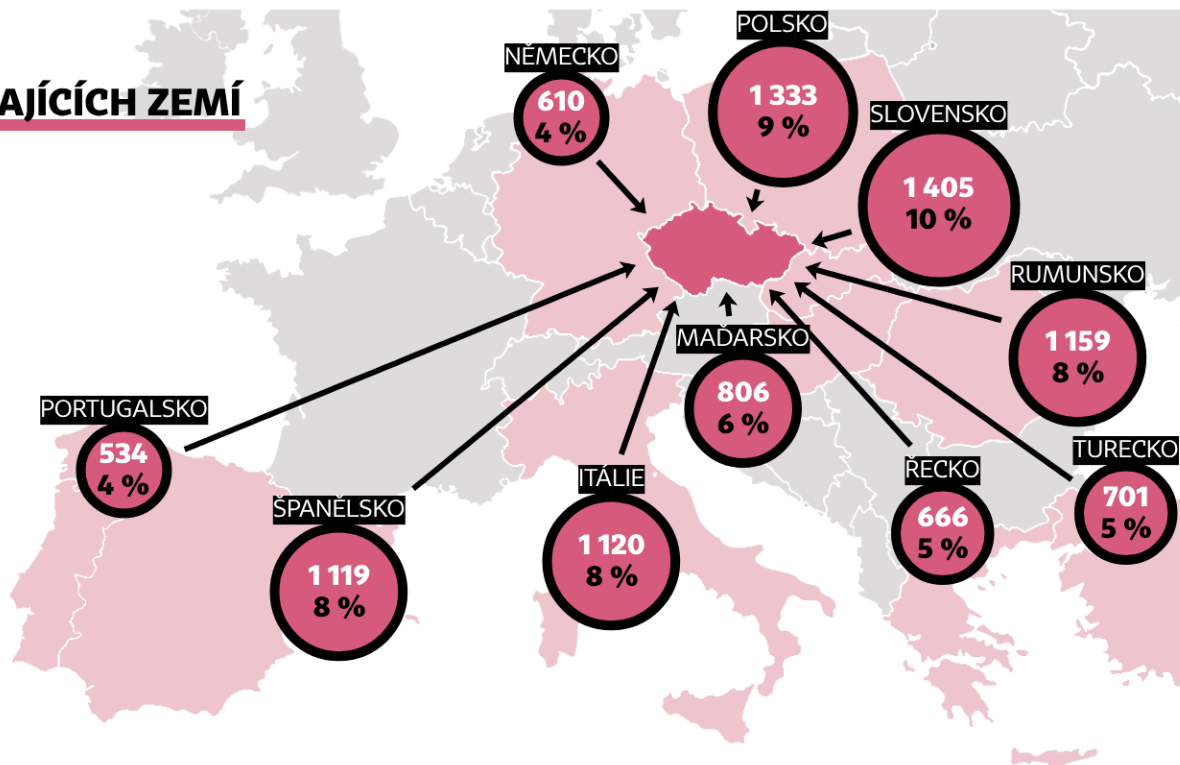 AJÍCÍCH ZEMÍ
NĚMECKO
610
4 %
POLSKO
1 333
9 %
SLOVENSKO
1 405
10 %
RUMUNSKO
1 159
8 %
MAĎARSKO
806
6 %
PORTUGALSKO
534
4 %
ŠPANĚLSKO
1 119
8 %
ITÁLIE
1 120
8 %
ŘECKO
666
5 %
TURECKO
701
5 %